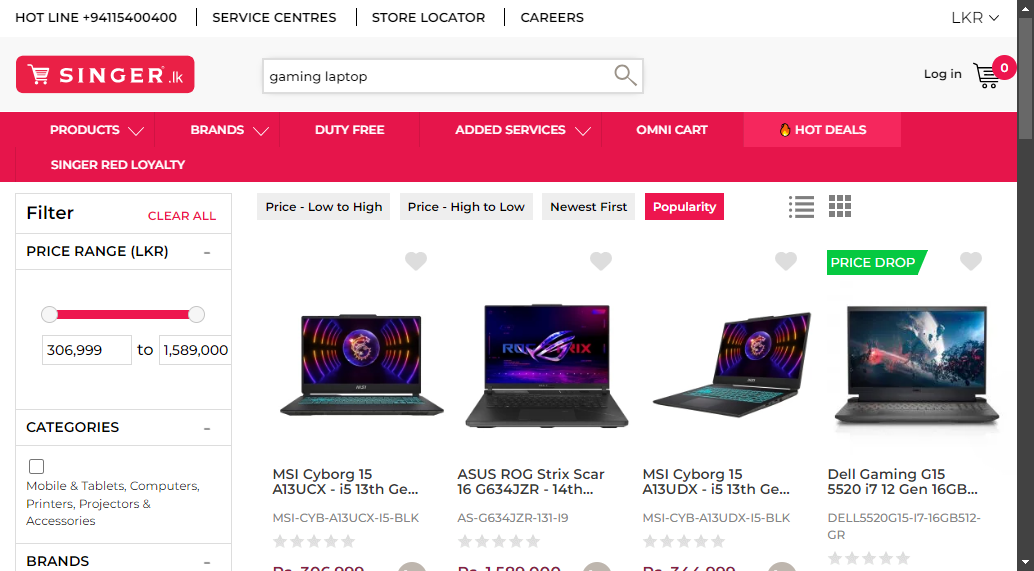 HOT LINE +94115400400
SERVICE CENTRES
STORE LOCATOR
CAREERS
LKR
SINGER.lk
gaming laptop
Log in
0
PRODUCTS
BRANDS
DUTY FREE
ADDED SERVICES
OMNI CART
HOT DEALS
SINGER RED LOYALTY
Filter
CLEAR ALL
PRICE RANGE (LKR)
-
306,999 to 1,589,000
CATEGORIES
-
Mobile & Tablets, Computers,
Printers, Projectors &
Accessories
BRANDS
-
Price - Low to High
Price - High to Low
Newest First
Popularity
MSI Cyborg 15
A13UCX - i5 13th Ge...
MSI-CYB-A13UCX-I5-BLK
Rs. 306,999
ASUS ROG Strix Scar
16 G634JZR - 14th...
AS-G634JZR-131-I9
Rs. 1,589,000
MSI Cyborg 15
A13UDX - i5 13th Ge...
MSI-CYB-A13UDX-I5-BLK
Rs. 344,999
PRICE DROP
Dell Gaming G15
5520 i7 12 Gen 16GB...
DELL5520G15-I7-16GB512-
GR